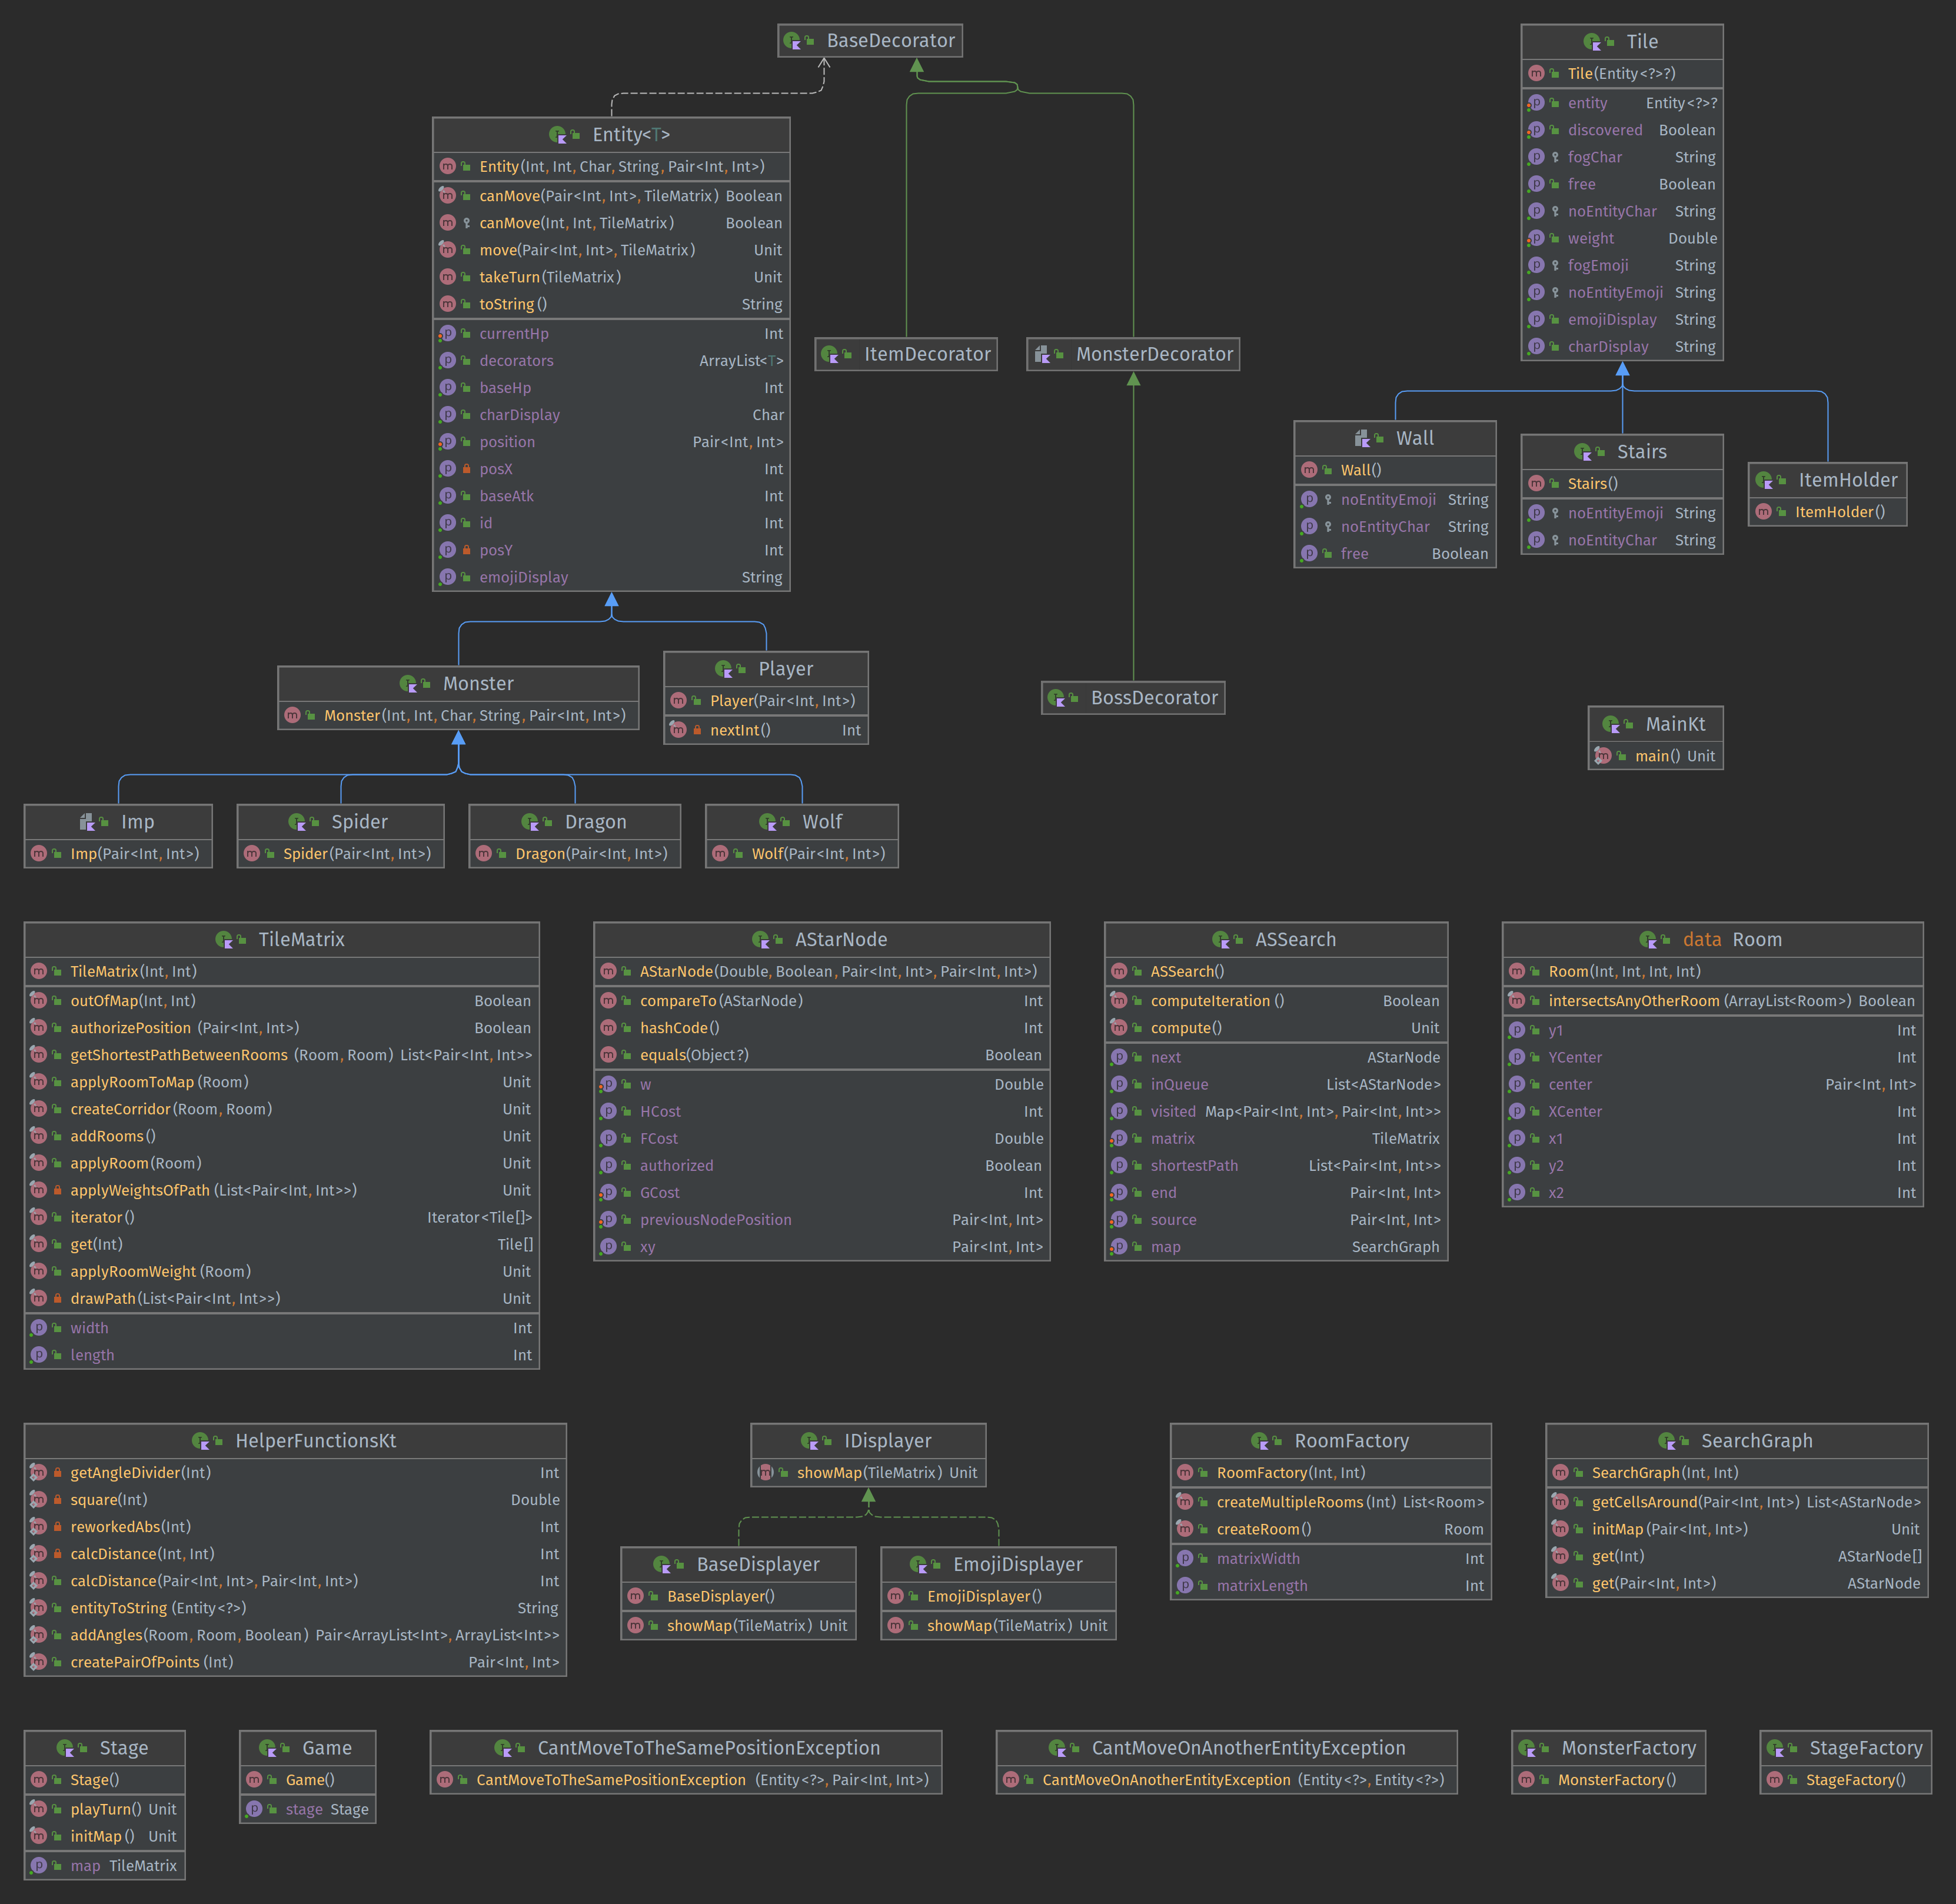 BaseDecorator
Entity<T>
Entity(Int, Int, Char, String, Pair<Int, Int>)
canMove(Pair<Int, Int>, TileMatrix) Boolean
canMove(Int, Int, TileMatrix) Boolean
move(Pair<Int, Int>, TileMatrix) Unit
takeTurn(TileMatrix) Unit
toString() String
currentHp Int
decorators ArrayList<T>
baseHp Int
charDisplay Char
position Pair<Int, Int>
posX Int
baseAtk Int
id Int
posY Int
emojiDisplay String
ItemDecorator
MonsterDecorator
BossDecorator
Tile
Tile(Entity<?>?)
entity Entity<?>?
discovered Boolean
fogChar String
free Boolean
noEntityChar String
weight Double
fogEmoji String
noEntityEmoji String
emojiDisplay String
charDisplay String
Wall
Wall()
noEntityEmoji String
noEntityChar String
free Boolean
Stairs
Stairs()
noEntityEmoji String
noEntityChar String
ItemHolder
ItemHolder()
Monster
Monster(Int, Int, Char, String, Pair<Int, Int>)
Player
Player(Pair<Int, Int>)
nextInt() Int
MainKt
main() Unit
Imp
Imp(Pair<Int, Int>)
Spider
Spider(Pair<Int, Int>)
Dragon
Dragon(Pair<Int, Int>)
Wolf
Wolf(Pair<Int, Int>)
TileMatrix
TileMatrix(Int, Int)
outOfMap(Int, Int) Boolean
authorizePosition (Pair<Int, Int>) Boolean
getShortestPathBetweenRooms (Room, Room) List<Pair<Int, Int>>
applyRoomToMap (Room) Unit
createCorridor(Room, Room) Unit
addRooms() Unit
applyRoom(Room) Unit
applyWeightsOfPath (List<Pair<Int, Int>>) Unit
iterator() Iterator<Tile[]>
get(Int) Tile[]
applyRoomWeight (Room) Unit
drawPath(List<Pair<Int, Int>>) Unit
width Int
length Int
AStarNode
AStarNode(Double, Boolean, Pair<Int, Int>, Pair<Int, Int>)
compareTo (AStarNode) Int
hashCode() Int
equals(Object?) Boolean
w Double
HCost Int
FCost Double
authorized Boolean
GCost Int
previousNodePosition Pair<Int, Int>
xy Pair<Int, Int>
ASSearch
ASSearch()
computeIteration () Boolean
compute() Unit
next AStarNode
inQueue List<AStarNode>
visited Map<Pair<Int, Int>, Pair<Int, Int>>
matrix TileMatrix
shortestPath List<Pair<Int, Int>>
end Pair<Int, Int>
source Pair<Int, Int>
map SearchGraph
data Room
Room(Int, Int, Int, Int)
intersectsAnyOtherRoom (ArrayList<Room>) Boolean
y1 Int
YCenter Int
center Pair<Int, Int>
XCenter Int
x1 Int
y2 Int
x2 Int
HelperFunctionsKt
getAngleDivider(Int) Int
square(Int) Double
reworkedAbs(Int) Int
calcDistance(Int, Int) Int
calcDistance(Pair<Int, Int>, Pair<Int, Int>) Int
entityToString (Entity<?>) String
addAngles(Room, Room, Boolean) Pair<ArrayList<Int>, ArrayList<Int>>
createPairOfPoints (Int) Pair<Int, Int>
IDisplayer
showMap(TileMatrix) Unit
BaseDisplayer
BaseDisplayer()
showMap(TileMatrix) Unit
EmojiDisplayer
EmojiDisplayer()
showMap(TileMatrix) Unit
RoomFactory
RoomFactory(Int, Int)
createMultipleRooms (Int) List<Room>
createRoom() Room
matrixWidth Int
matrixLength Int
SearchGraph
SearchGraph(Int, Int)
getCellsAround(Pair<Int, Int>) List<AStarNode>
initMap (Pair<Int, Int>) Unit
get(Int) AStarNode[]
get(Pair<Int, Int>) AStarNode
Stage
Stage()
playTurn() Unit
initMap () Unit
map TileMatrix
Game
Game()
stage Stage
CantMoveToTheSamePositionException
CantMoveToTheSamePositionException (Entity<?>, Pair<Int, Int>)
CantMoveOnAnotherEntityException
CantMoveOnAnotherEntityException (Entity<?>, Entity<?>)
MonsterFactory
MonsterFactory()
StageFactory
StageFactory()